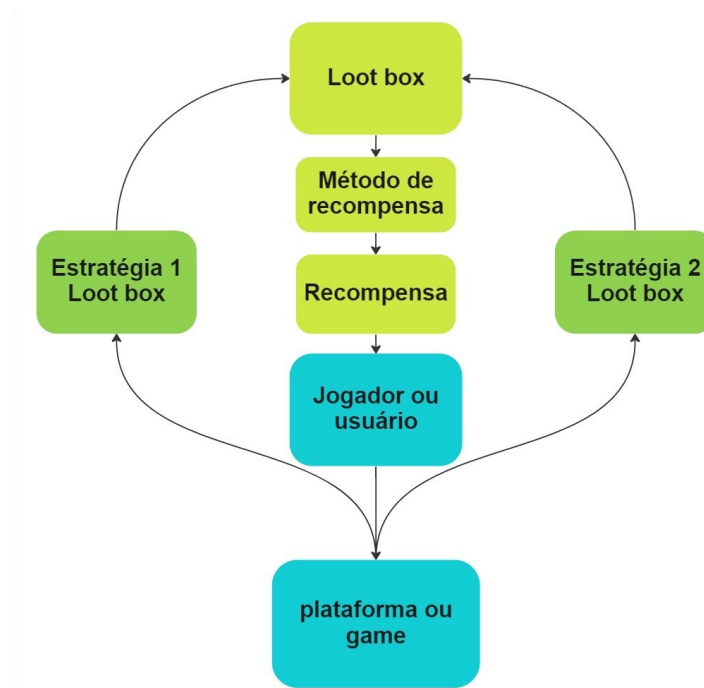 Loot box
Método de
recompensa
Estratégia 1
Loot box
Recompensa
Estratégia 2
Loot box
Jogador ou
usuário
plataforma ou
game